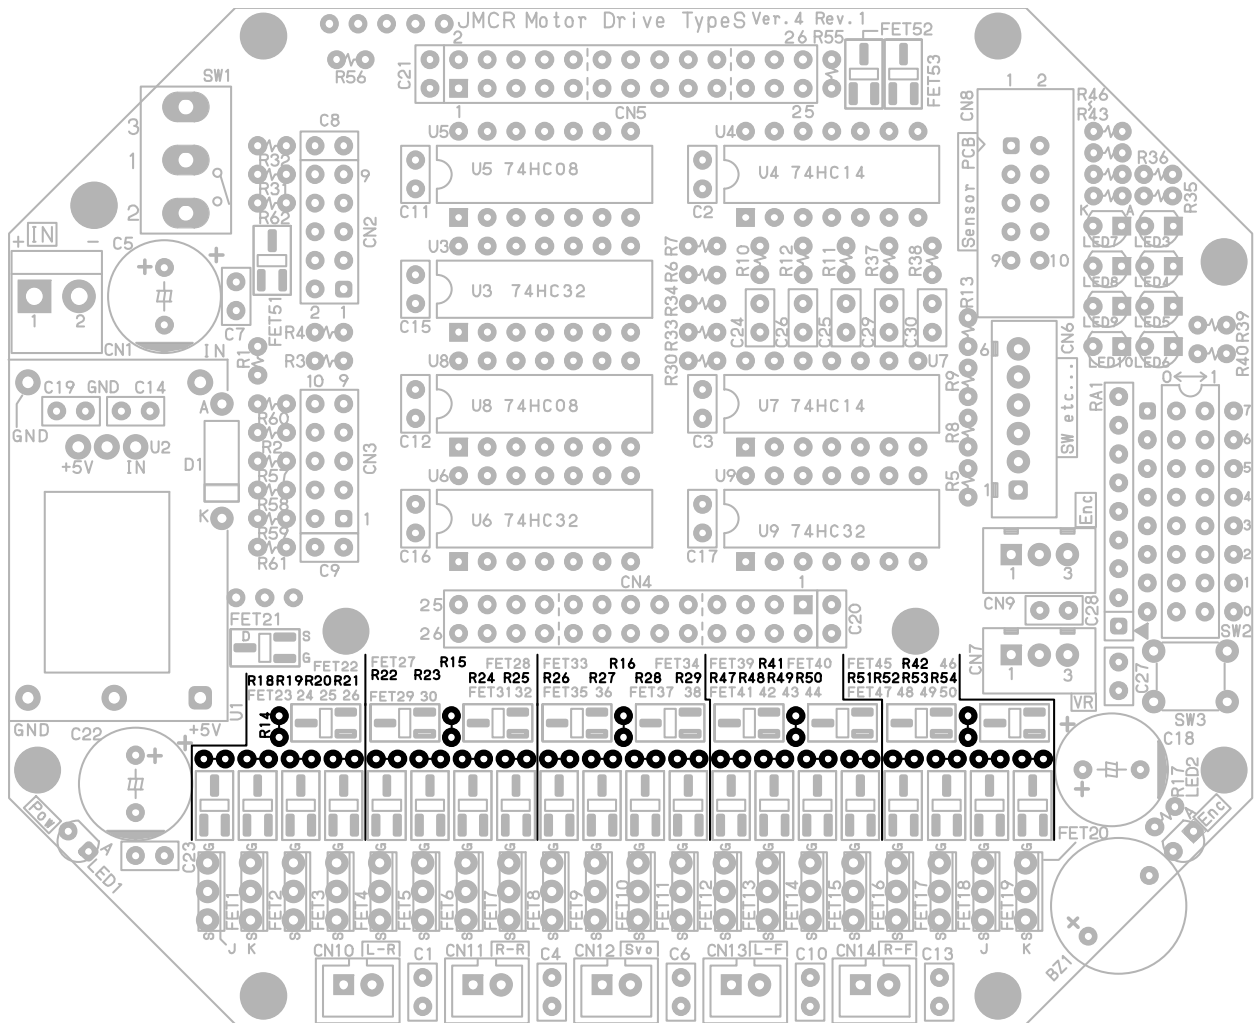 JMCR Motor Drive TypeS Ver.4 Rev.1
2 26 R55 FET52
R56 C21 FET53
SW1 1 CN5 25
1 2
CN8
R46
R43
3 C8 U5 U4
1 R32 9 U5 74HC08 U4 74HC14 Sensor PCB R36
R31 R35
2 R62 CN2 C11 C2 K A
+ IN - C5 + U3 R7 R10 R12 R11 R37 R38 LED7 LED3
+ R6 9 10
1 2 C7 FET51 2 1 C15 U3 74HC32 R34 C24 C26 C25 C29 C30 R13 LED8 LED4
CN1 IN R4 R33 LED9 LED5 R39
R1 R3 U8 R30 U7 6 CN6 LED10 LED6 R40
10 9 R9 0 1
C19 GND C14 A RA1 7
GND R60 U8 74HC08 U7 74HC14 SW etc...
U2 R2 C12 C3 R8 6
+5V IN D1 R57 CN3 U6 U9 R5 5
R58 1 4
K R59 1 U6 74HC32 U9 74HC32 Enc 3
R61 C16 C17 2
C9 CN4 1 1 3
FET21 25 C20 CN9 C28 1
26 0
D S SW2
G CN7 1 3 C27
FET22 FET27 R15 FET28 FET33 R16 FET34 FET39 R41 FET40 FET45 R42 46
R18 R19 R20 R21 R22 R23 R24 R25 R26 R27 R28 R29 R47 R48 R49 R50 R51 R52 R53 R54
FET23 24 25 26 FET29 30 FET31 32 FET35 36 FET37 38 FET41 42 43 44 FET47 48 49 50 VR
GND U1 +5V R14 SW3
C22 + + C18
+ + R17 LED2
Pow A Enc
A FET20
LED1 C23
G G G G G G G G G G G G G G G G G G G G
FET1 FET2 FET3 FET4 FET5 FET6 FET7 FET8 FET9 FET10 FET11 FET12 FET13 FET14 FET15 FET16 FET17 FET18 FET19
S S S S S S S S S S S S S S S S S S S S
J K J K
+
CN10 L-R C1 CN11 R-R C4 CN12 Svo C6 CN13 L-F C10 CN14 R-F C13 BZ1